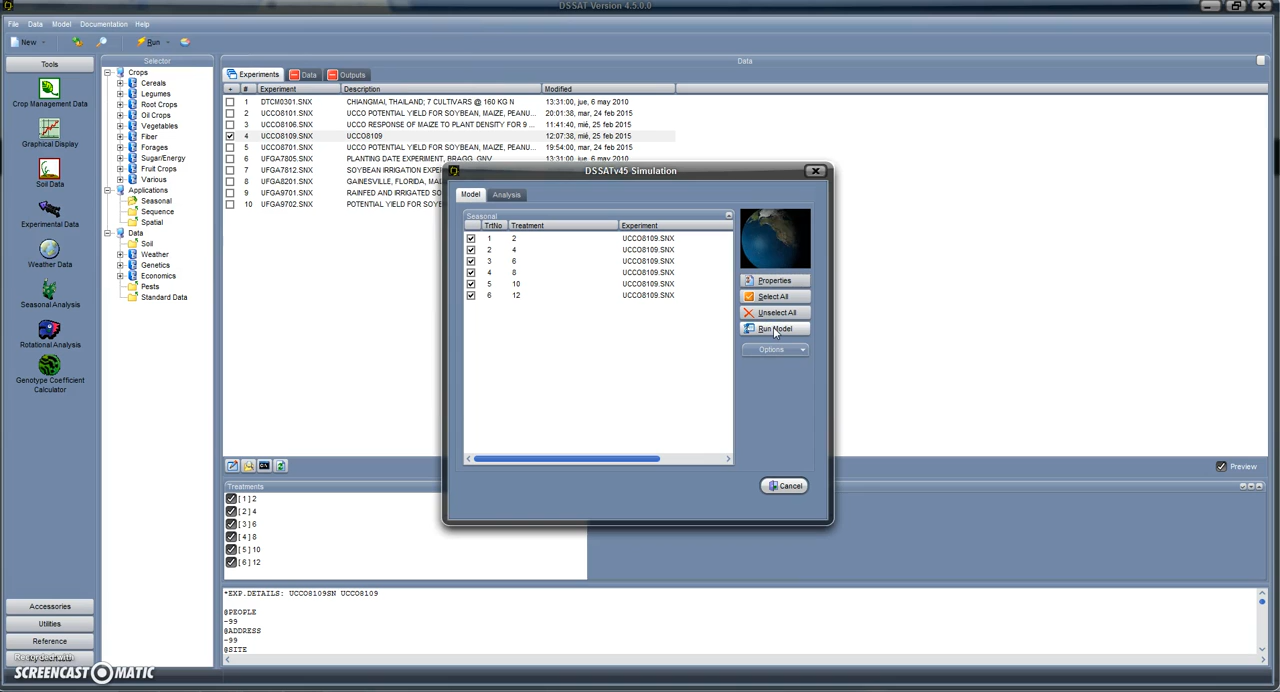 DSSAT Version 4.5.0.0
File Data Model Documentation Help
New Run
Tools
Crop Management Data
Graphical Display
Soil Data
Experimental Data
Weather Data
Seasonal Analysis
Rotational Analysis
Genotype Coefficient
Calculator
Accessories
Utilities
Reference
Recorded with
SCREENCAST MATIC
Selector
Crops
Cereals
Legumes
Root Crops
Oil Crops
Vegetables
Fiber
Forages
Sugar/Energy
Fruit Crops
Various
Applications
Seasonal
Sequence
Spatial
Data
Soil
Weather
Genetics
Economics
Pests
Standard Data
Data
Experiments Data Outputs
+ # Experiment Description Modified
1 DTCM0301.SNX CHIANGMAI, THAILAND; 7 CULTIVARS @ 160 KG N 13:31:00, jue, 6 may 2010
2 UCCO8101.SNX UCCO POTENTIAL YIELD FOR SOYBEAN, MAIZE, PEANU... 20:01:38, mar, 24 feb 2015
3 UCCO8106.SNX UCCO RESPONSE OF MAIZE TO PLANT DENSITY FOR 9 ... 11:41:40, mié, 25 feb 2015
4 UCCO8109.SNX UCCO8109 12:07:38, mié, 25 feb 2015
5 UCCO8701.SNX UCCO POTENTIAL YIELD FOR SOYBEAN, MAIZE, PEANU... 19:54:00, mar, 24 feb 2015
6 UFGA7805.SNX PLANTING DATE EXPERIMENT, BRAGG, GNV 13:31:00, jue, 6 may 2010
7 UFGA7812.SNX SOYBEAN IRRIGATION EXPE
8 UFGA8201.SNX GAINESVILLE, FLORIDA, MAI
9 UFGA9701.SNX RAINFED AND IRRIGATED SO
10 UFGA9702.SNX POTENTIAL YIELD FOR SOYBE
DSSATv45 Simulation
Model Analysis
Seasonal
TrtNo Treatment Experiment
1 2 UCCO8109.SNX
2 4 UCCO8109.SNX
3 6 UCCO8109.SNX
4 8 UCCO8109.SNX
5 10 UCCO8109.SNX
6 12 UCCO8109.SNX
Properties
Select All
Unselect All
Run Model
Options
Cancel
Preview
Treatments
[ 1 ] 2
[ 2 ] 4
[ 3 ] 6
[ 4 ] 8
[ 5 ] 10
[ 6 ] 12
*EXP.DETAILS: UCCO8109SN UCCO8109
@PEOPLE
-99
@ADDRESS
-99
@SITE